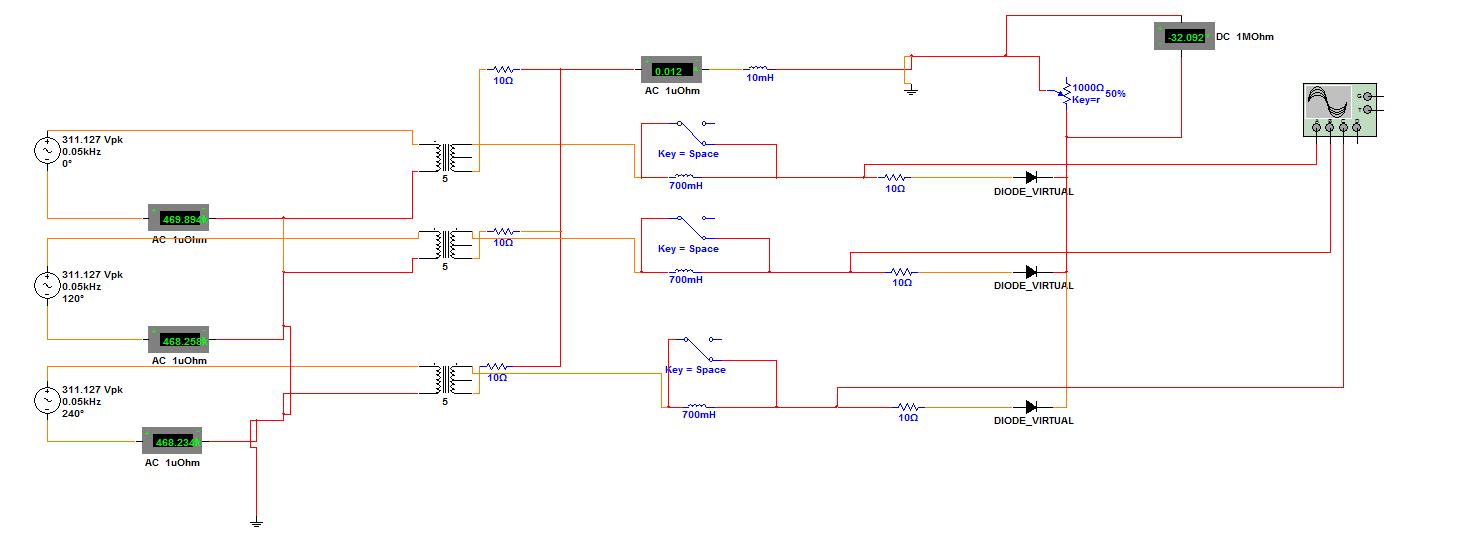 -32.092
DC 1MOhm
0.012
AC 1uOhm
10Ω
10mH
1000Ω
50%
Key=r
G
T
A B C D
311.127 Vpk
0.05kHz
0°
5
Key = Space
700mH
10Ω
DIODE_VIRTUAL
469.894
AC 1uOhm
10Ω
5
Key = Space
700mH
10Ω
DIODE_VIRTUAL
311.127 Vpk
0.05kHz
120°
468.258
AC 1uOhm
10Ω
5
Key = Space
700mH
10Ω
DIODE_VIRTUAL
311.127 Vpk
0.05kHz
240°
468.234
AC 1uOhm